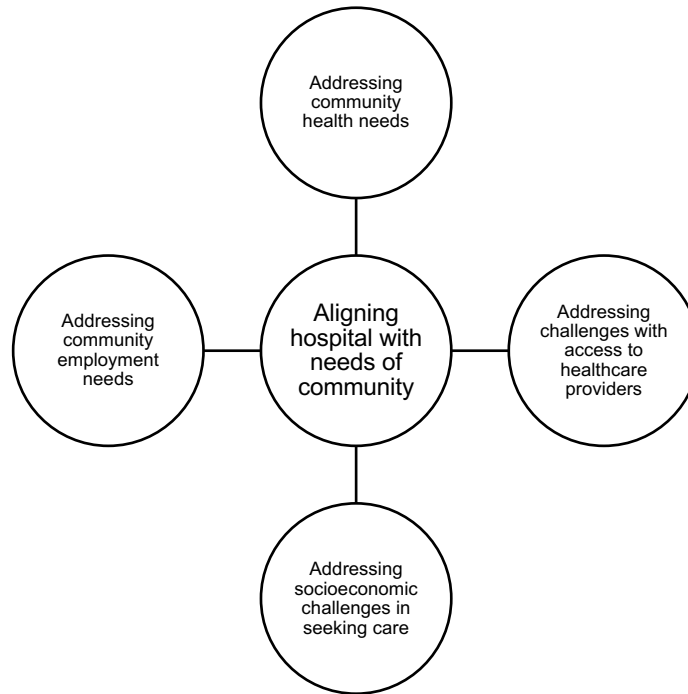 Addressing
community
health needs
Addressing
community
employment
needs
Aligning
hospital with
needs of
community
Addressing
challenges with
access to
healthcare
providers
Addressing
socioeconomic
challenges in
seeking care